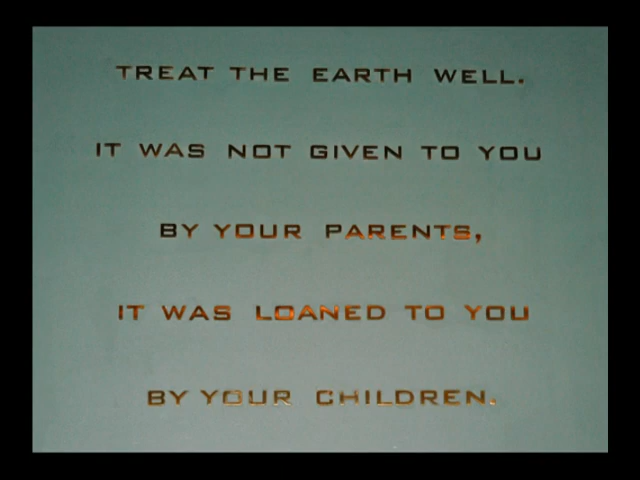 TREAT THE EARTH WELL.
IT WAS NOT GIVEN TO YOU
BY YOUR PARENTS,
IT WAS LOANED TO YOU
BY YOUR CHILDREN.